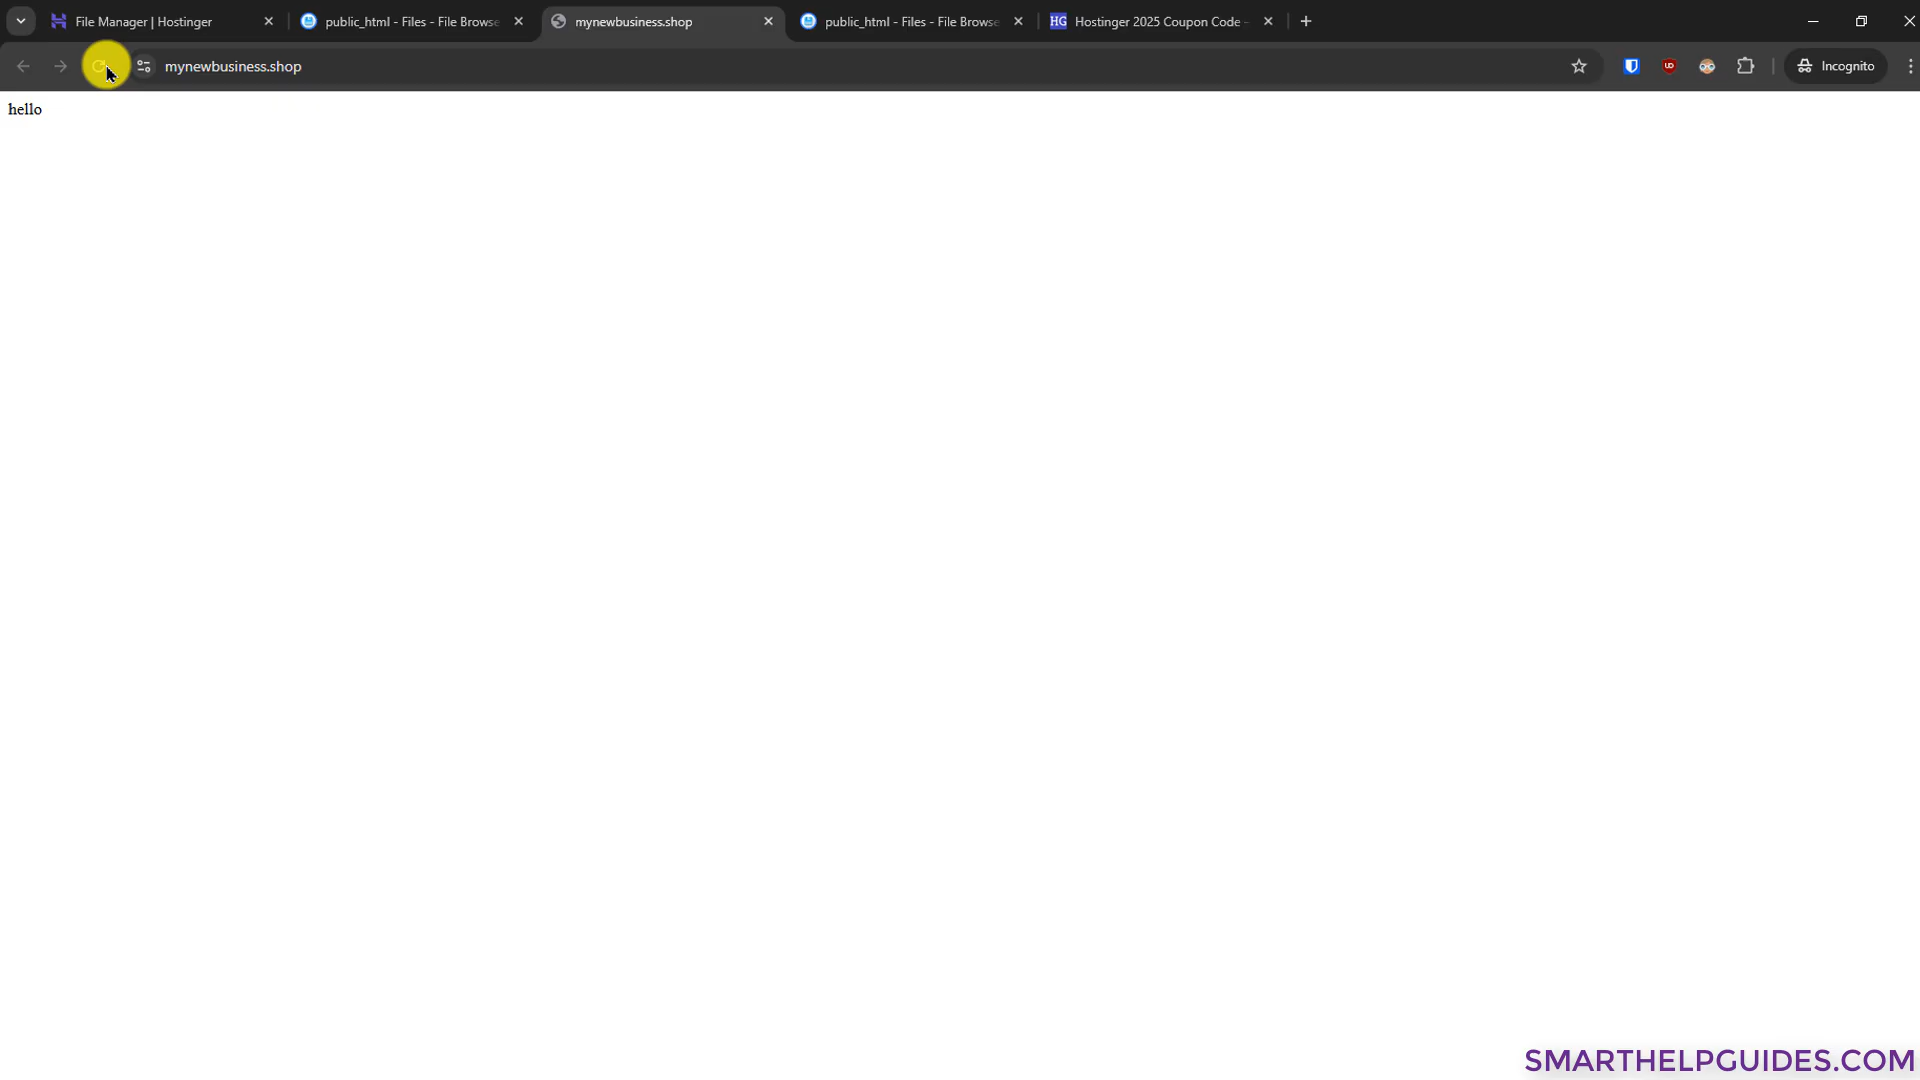 File Manager | Hostinger
public_html - Files - File Browse
mynewbusiness.shop
public_html - Files - File Browse
HG Hostinger 2025 Coupon Code -
mynewbusiness.shop
Incognito
hello
SMARTHELPGUIDES.COM